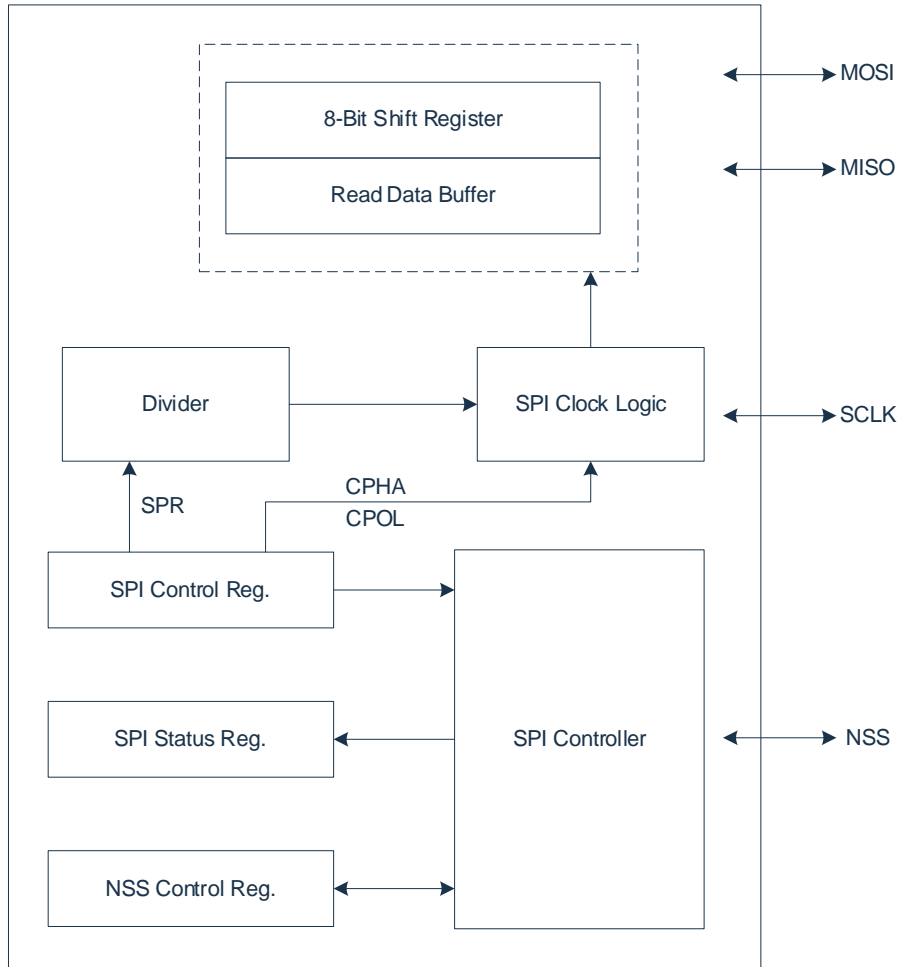 MOSI
8-Bit Shift Register
MISO
Read Data Buffer
Divider
SPI Clock Logic
SCLK
SPR
CPHA
CPOL
SPI Control Reg.
SPI Status Reg.
SPI Controller
NSS
NSS Control Reg.